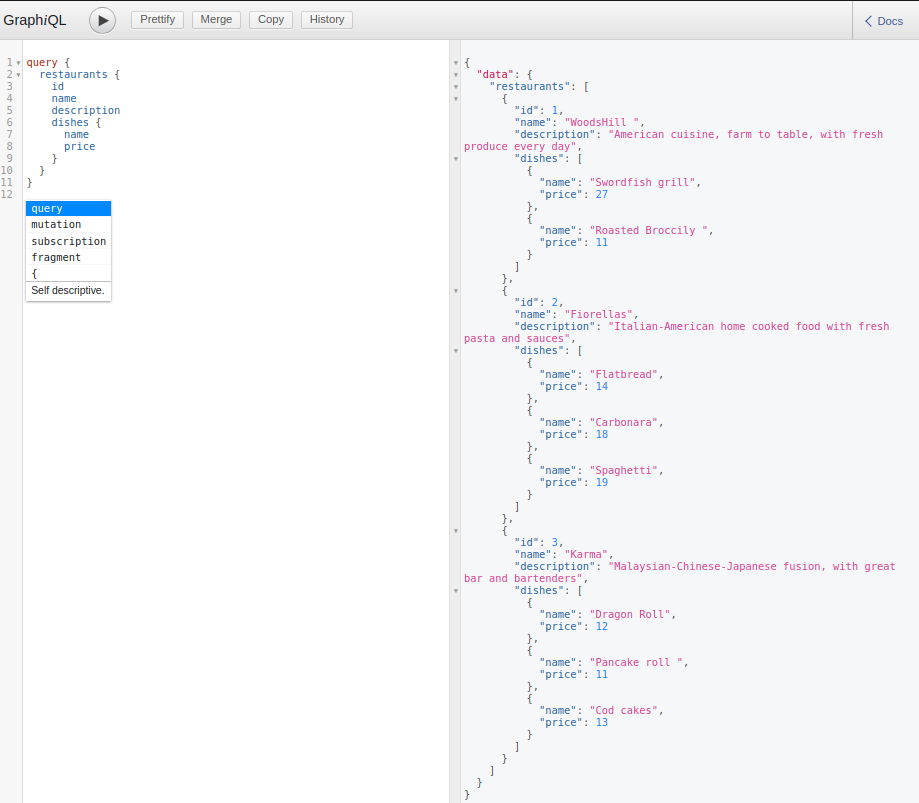 GraphiQL
Prettify Merge Copy History
Docs
1 query {
2 restaurants {
3 id
4 name
5 description
6 dishes {
7 name
8 price
9 }
10 }
11 }
12
query
mutation
subscription
fragment
{
Self descriptive.
{
"data": {
"restaurants": [
{
"id": 1,
"name": "WoodsHill ",
"description": "American cuisine, farm to table, with fresh
produce every day",
"dishes": [
{
"name": "Swordfish grill",
"price": 27
},
{
"name": "Roasted Broccily ",
"price": 11
}
]
},
{
"id": 2,
"name": "Fiorellas",
"description": "Italian-American home cooked food with fresh
pasta and sauces",
"dishes": [
{
"name": "Flatbread",
"price": 14
},
{
"name": "Carbonara",
"price": 18
},
{
"name": "Spaghetti",
"price": 19
}
]
},
{
"id": 3,
"name": "Karma",
"description": "Malaysian-Chinese-Japanese fusion, with great
bar and bartenders",
"dishes": [
{
"name": "Dragon Roll",
"price": 12
},
{
"name": "Pancake roll ",
"price": 11
},
{
"name": "Cod cakes",
"price": 13
}
]
}
]
}
}